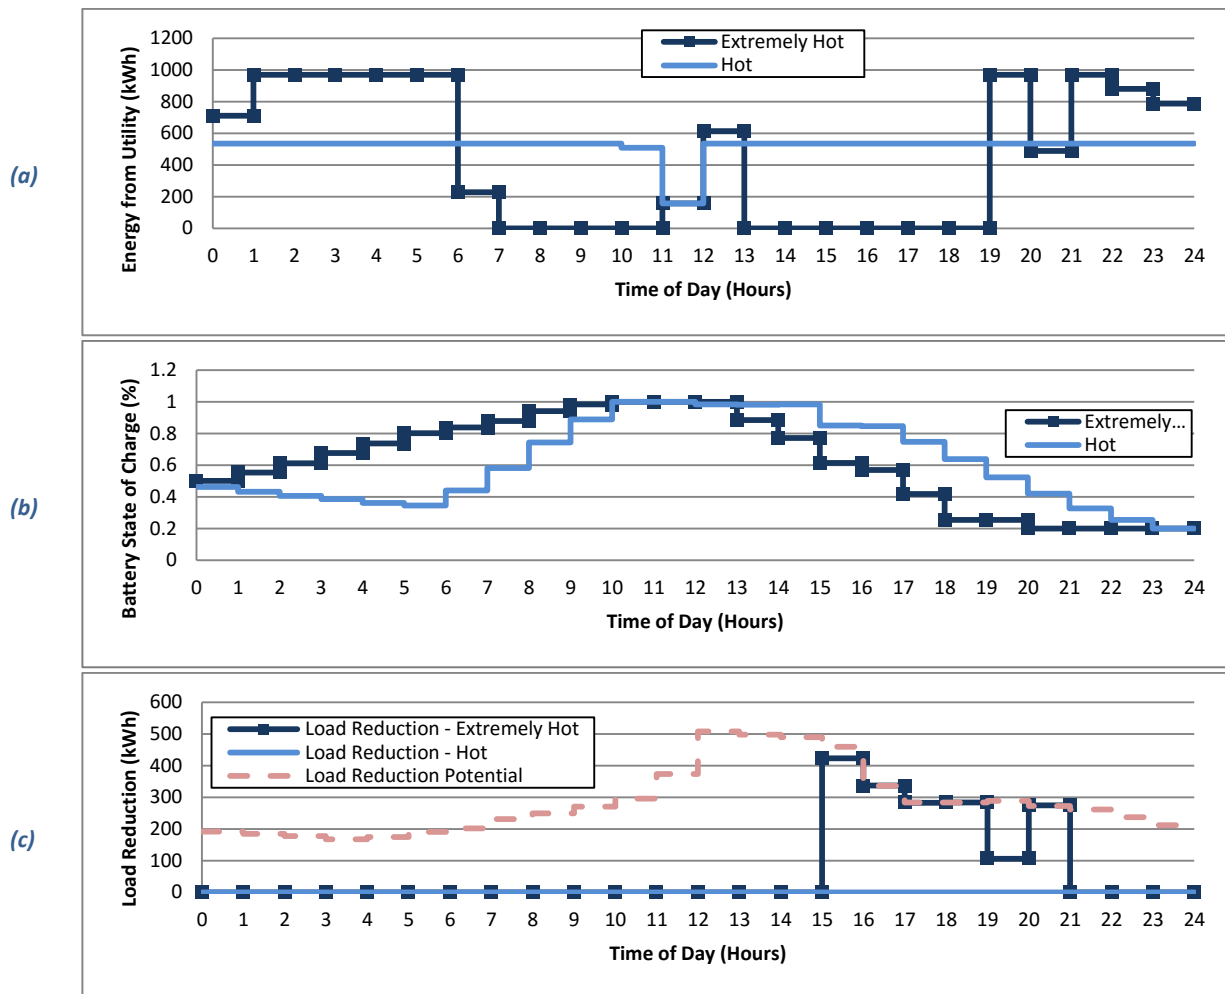 (a)
Energy from Utility (kWh)
1200
1000
800
600
400
200
0
Extremely Hot
Hot
0 1 2 3 4 5 6 7 8 9 10 11 12 13 14 15 16 17 18 19 20 21 22 23 24
Time of Day (Hours)
(b)
Battery State of Charge (%)
1.2
1
0.8
0.6
0.4
0.2
0
Extremely...
Hot
0 1 2 3 4 5 6 7 8 9 10 11 12 13 14 15 16 17 18 19 20 21 22 23 24
Time of Day (Hours)
(c)
Load Reduction (kWh)
600
500
400
300
200
100
0
Load Reduction - Extremely Hot
Load Reduction - Hot
Load Reduction Potential
0 1 2 3 4 5 6 7 8 9 10 11 12 13 14 15 16 17 18 19 20 21 22 23 24
Time of Day (Hours)